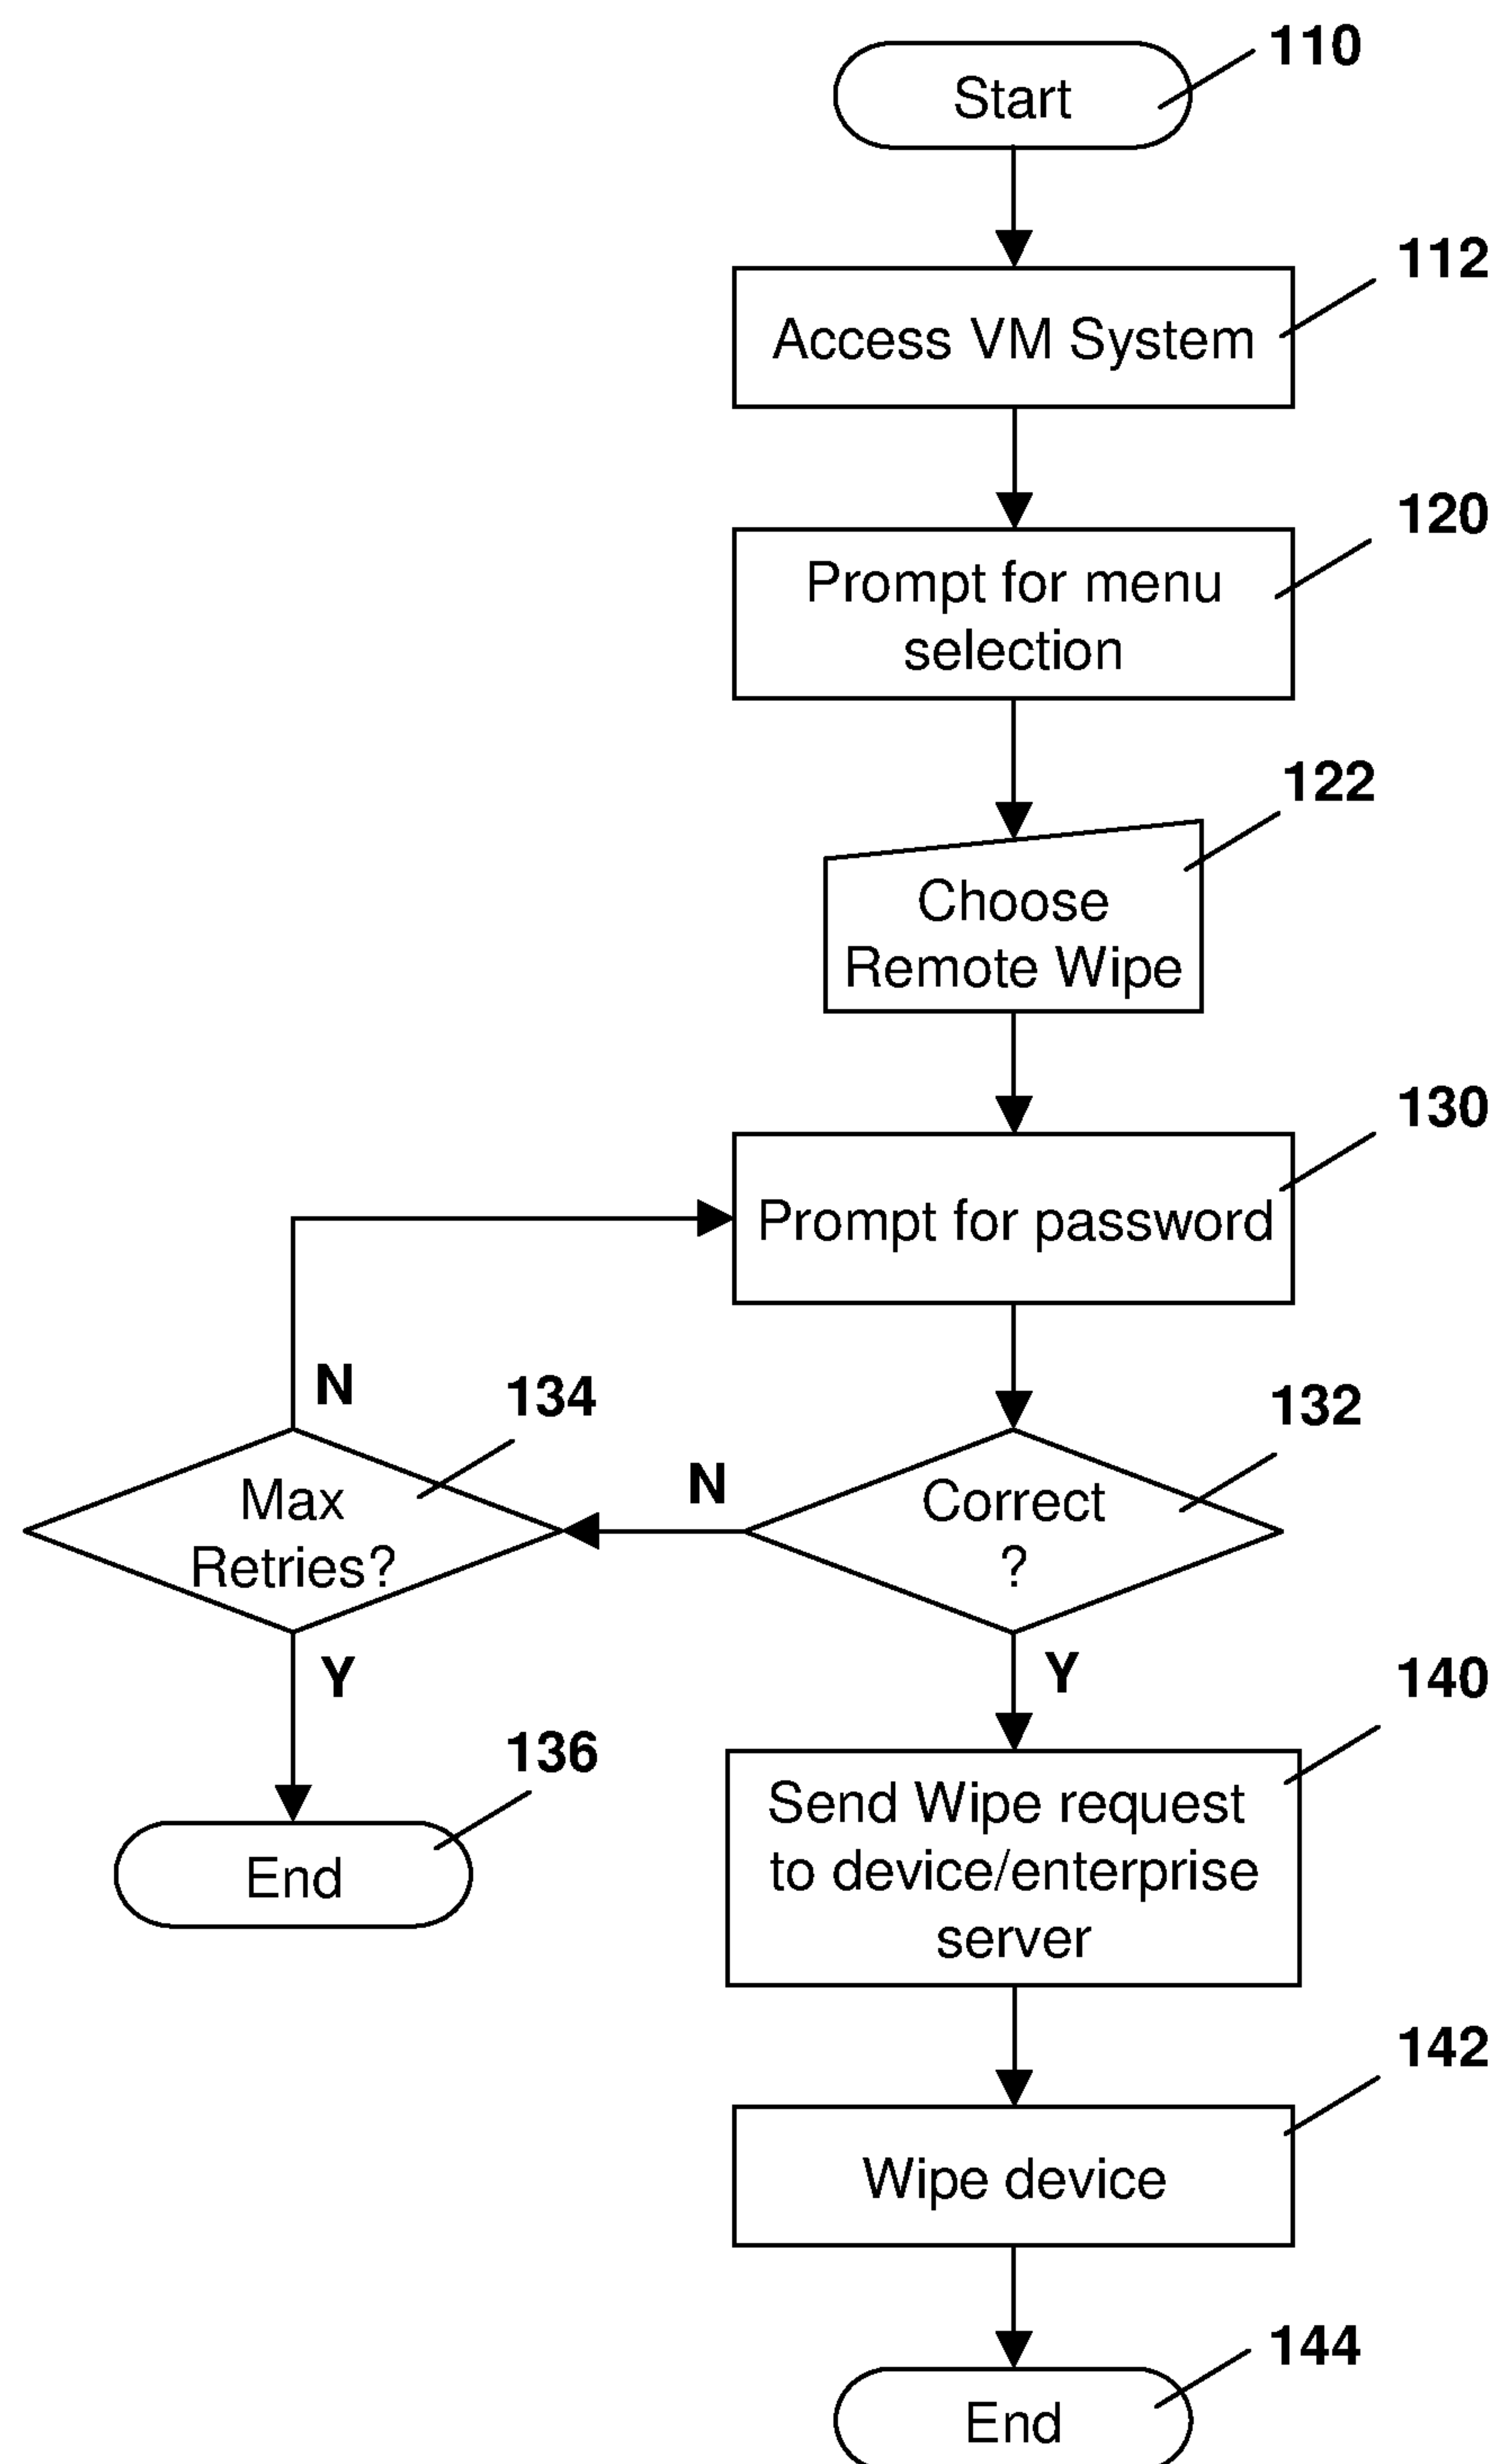 110
Start
112
Access VM System
120
Prompt for menu
selection
122
Choose
Remote Wipe
130
Prompt for password
N
134
132
Max
Retries?
N
Correct
?
Y
Y
140
136
End
Send Wipe request
to device/enterprise
server
142
Wipe device
144
End